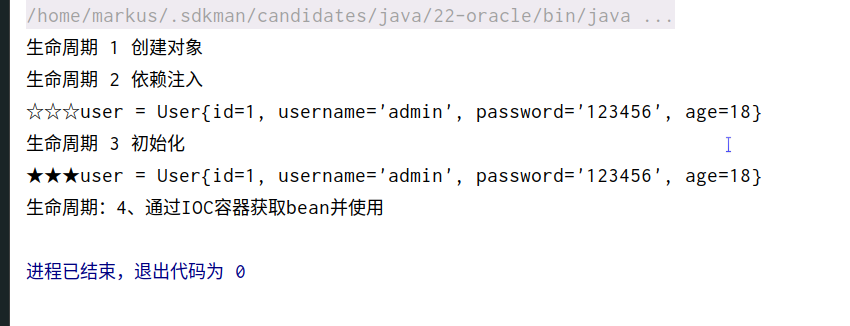 /home/markus/.sdkman/candidates/java/22-oracle/bin/java ...
生命周期 1 创建对象
生命周期 2 依赖注入
☆☆☆user = User{id=1, username='admin', password='123456', age=18}
生命周期 3 初始化
★★★user = User{id=1, username='admin', password='123456', age=18}
生命周期：4、通过IOC容器获取bean并使用
进程已结束，退出代码为 0